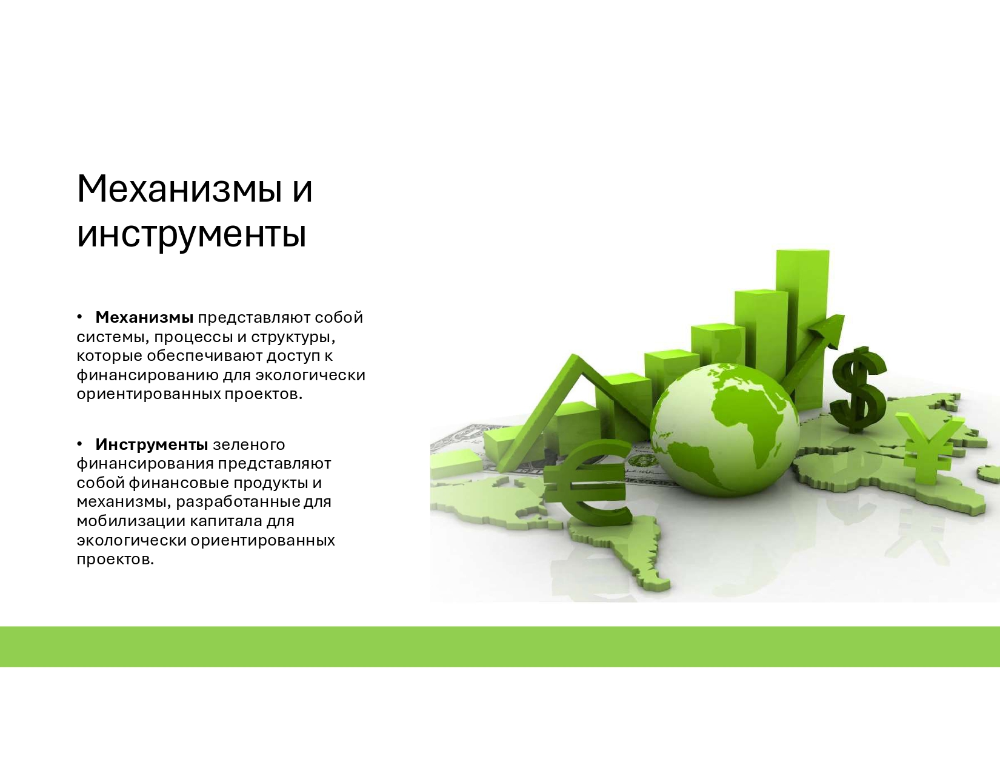 Механизмы и
инструменты
• Механизмы представляют собой
системы, процессы и структуры,
которые обеспечивают доступ к
финансированию для экологически
ориентированных проектов.
• Инструменты зеленого
финансирования представляют
собой финансовые продукты и
механизмы, разработанные для
мобилизации капитала для
экологически ориентированных
проектов.
€
$
¥